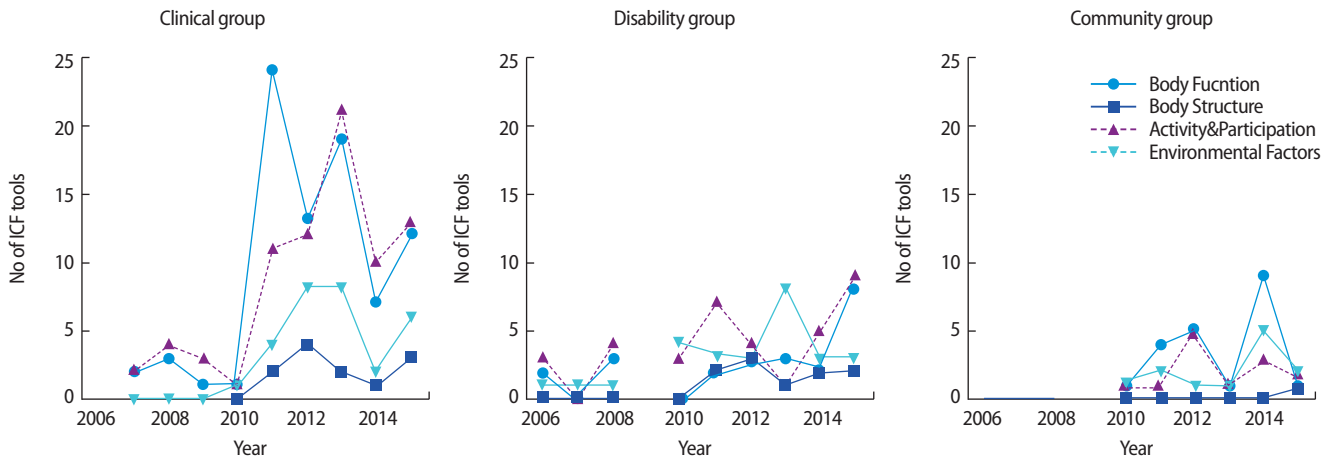 Clinical group
No of ICF tools
25
20
15
10
5
0
2006 2008 2010 2012 2014
Year
Disability group
No of ICF tools
25
20
15
10
5
0
2006 2008 2010 2012 2014
Year
Community group
No of ICF tools
25
20
15
10
5
0
2006 2008 2010 2012 2014
Year
Body Fucntion
Body Structure
Activity&Participation
Environmental Factors